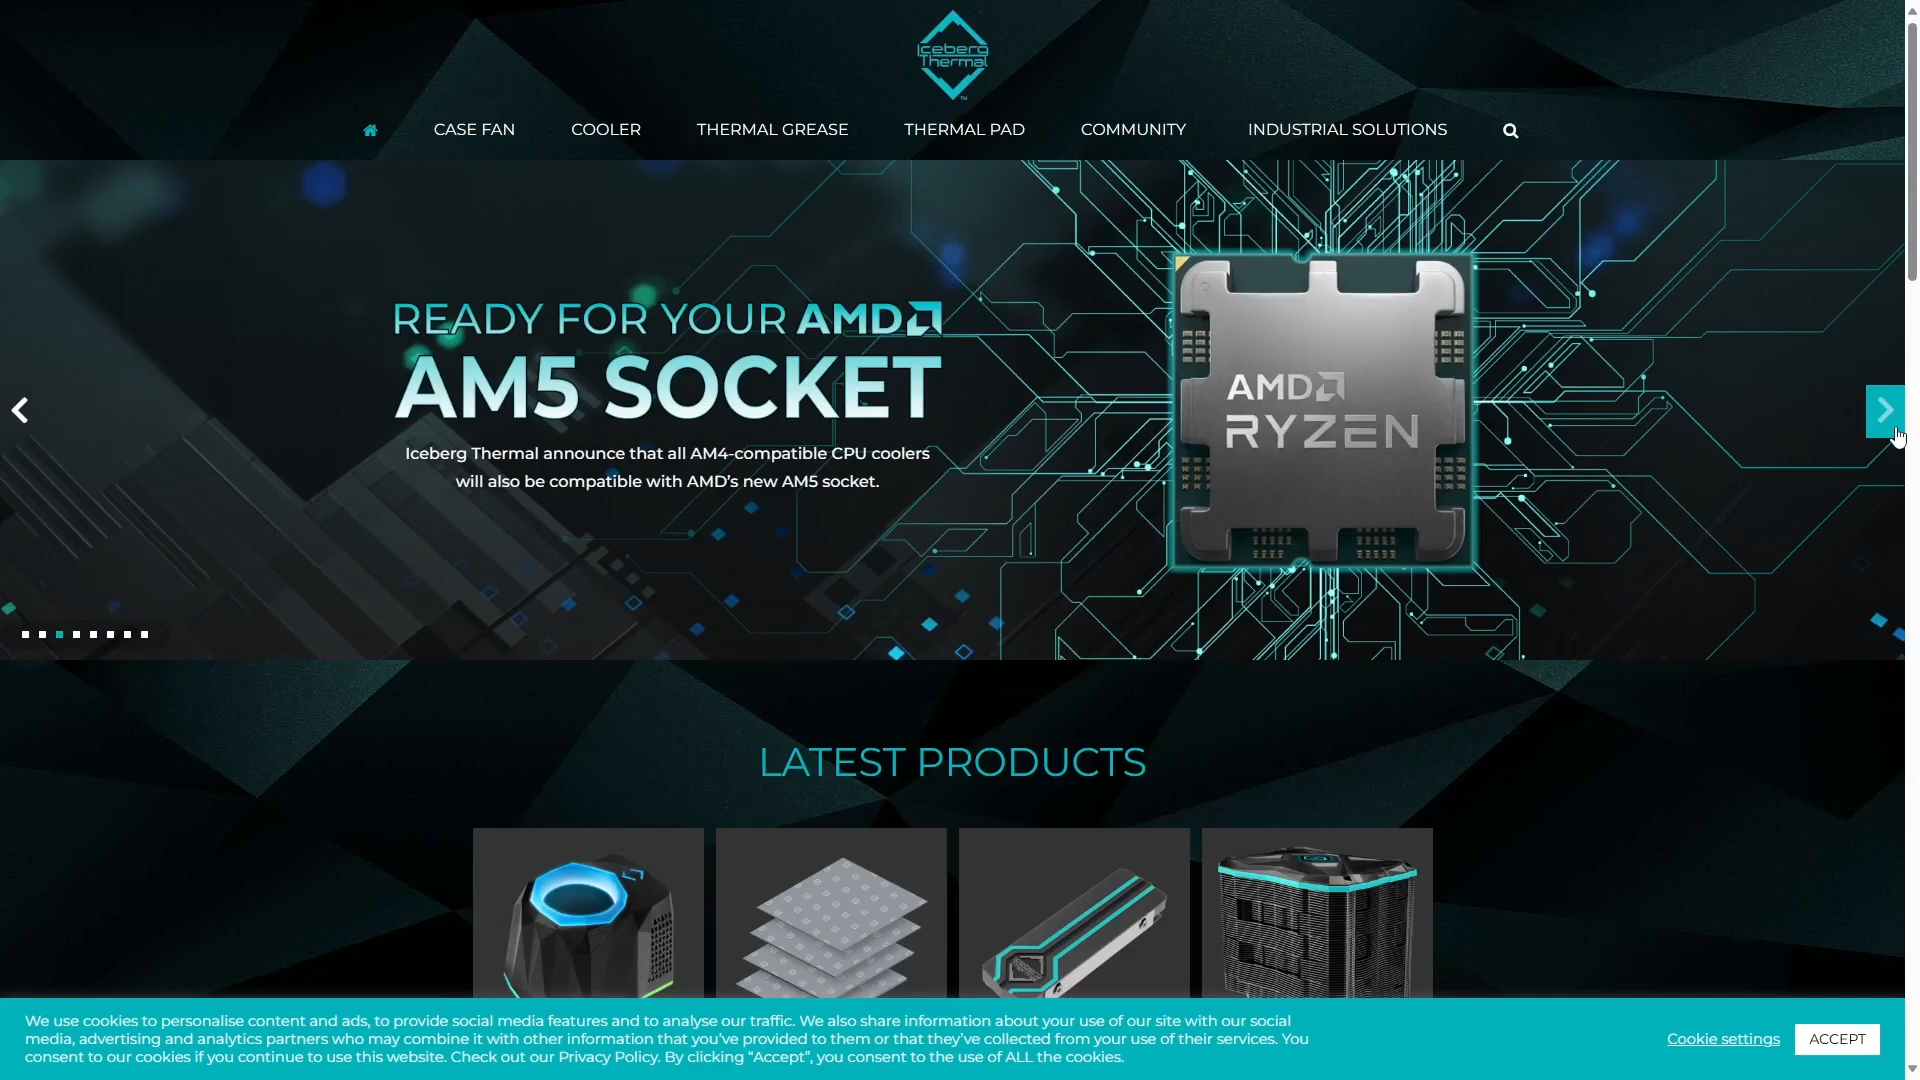 Iceberg
Thermal
TM
CASE FAN
COOLER
THERMAL GREASE
THERMAL PAD
COMMUNITY
INDUSTRIAL SOLUTIONS
READY FOR YOUR AMD
AM5 SOCKET
Iceberg Thermal announce that all AM4-compatible CPU coolers
will also be compatible with AMD’s new AM5 socket.
AMD
RYZEN
LATEST PRODUCTS
We use cookies to personalise content and ads, to provide social media features and to analyse our traffic. We also share information about your use of our site with our social
media, advertising and analytics partners who may combine it with other information that you’ve provided to them or that they’ve collected from your use of their services. You
consent to our cookies if you continue to use this website. Check out our Privacy Policy. By clicking “Accept”, you consent to the use of ALL the cookies.
Cookie settings
ACCEPT